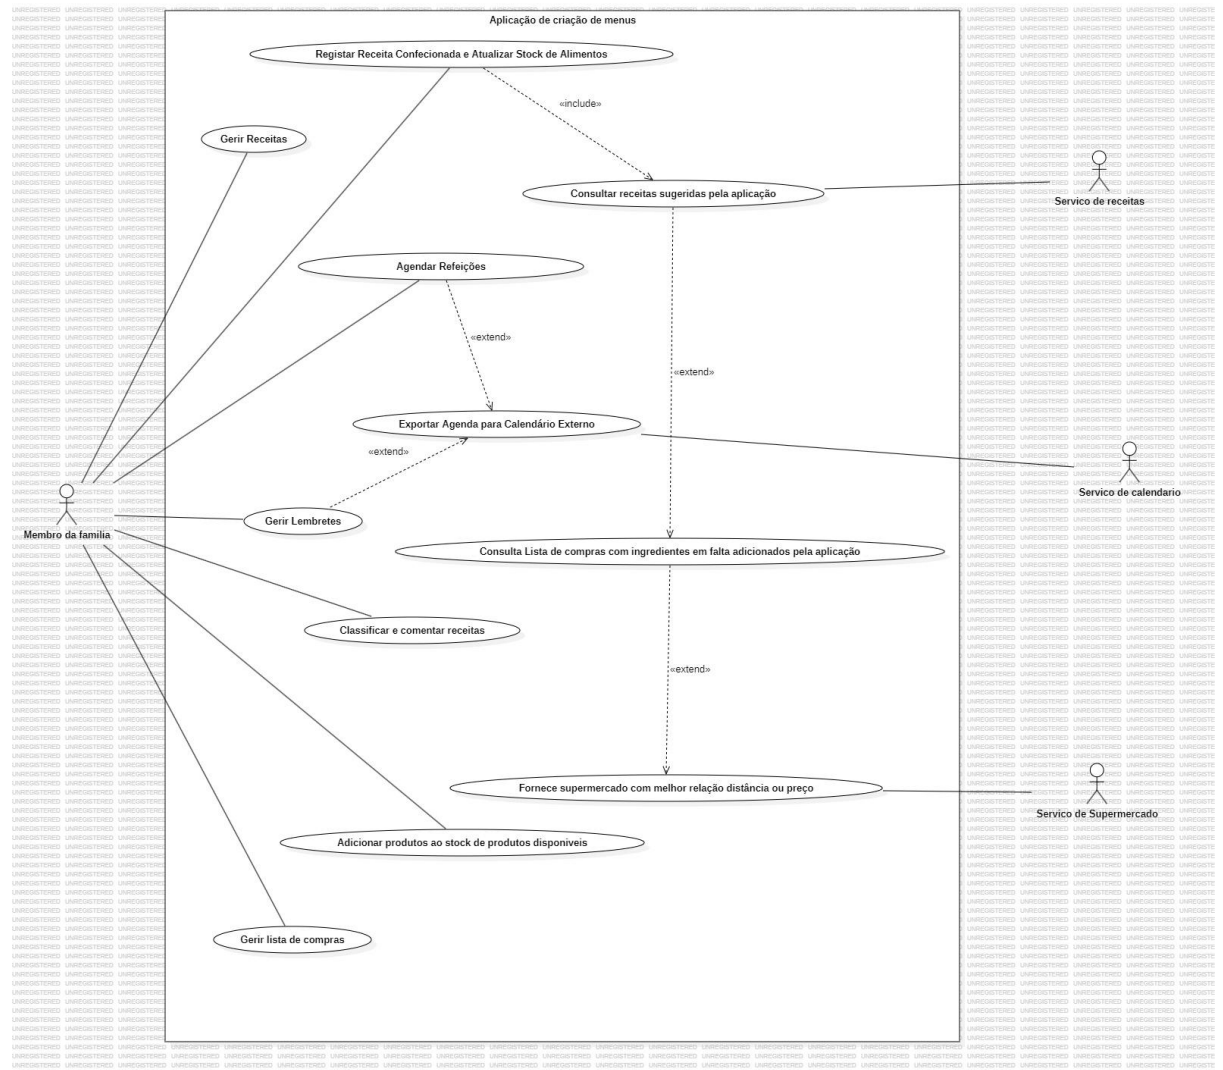 Aplicação de criação de menus
Registar Receita Confecionada e Atualizar Stock de Alimentos
«include»
Gerir Receitas
Consultar receitas sugeridas pela aplicação
Servico de receitas
Agendar Refeições
«extend»
«extend»
Exportar Agenda para Calendário Externo
«extend»
Servico de calendario
Gerir Lembretes
Membro da familia
Consulta Lista de compras com ingredientes em falta adicionados pela aplicação
Classificar e comentar receitas
«extend»
Fornece supermercado com melhor relação distância ou preço
Servico de Supermercado
Adicionar produtos ao stock de produtos disponiveis
Gerir lista de compras
UNREGISTERED